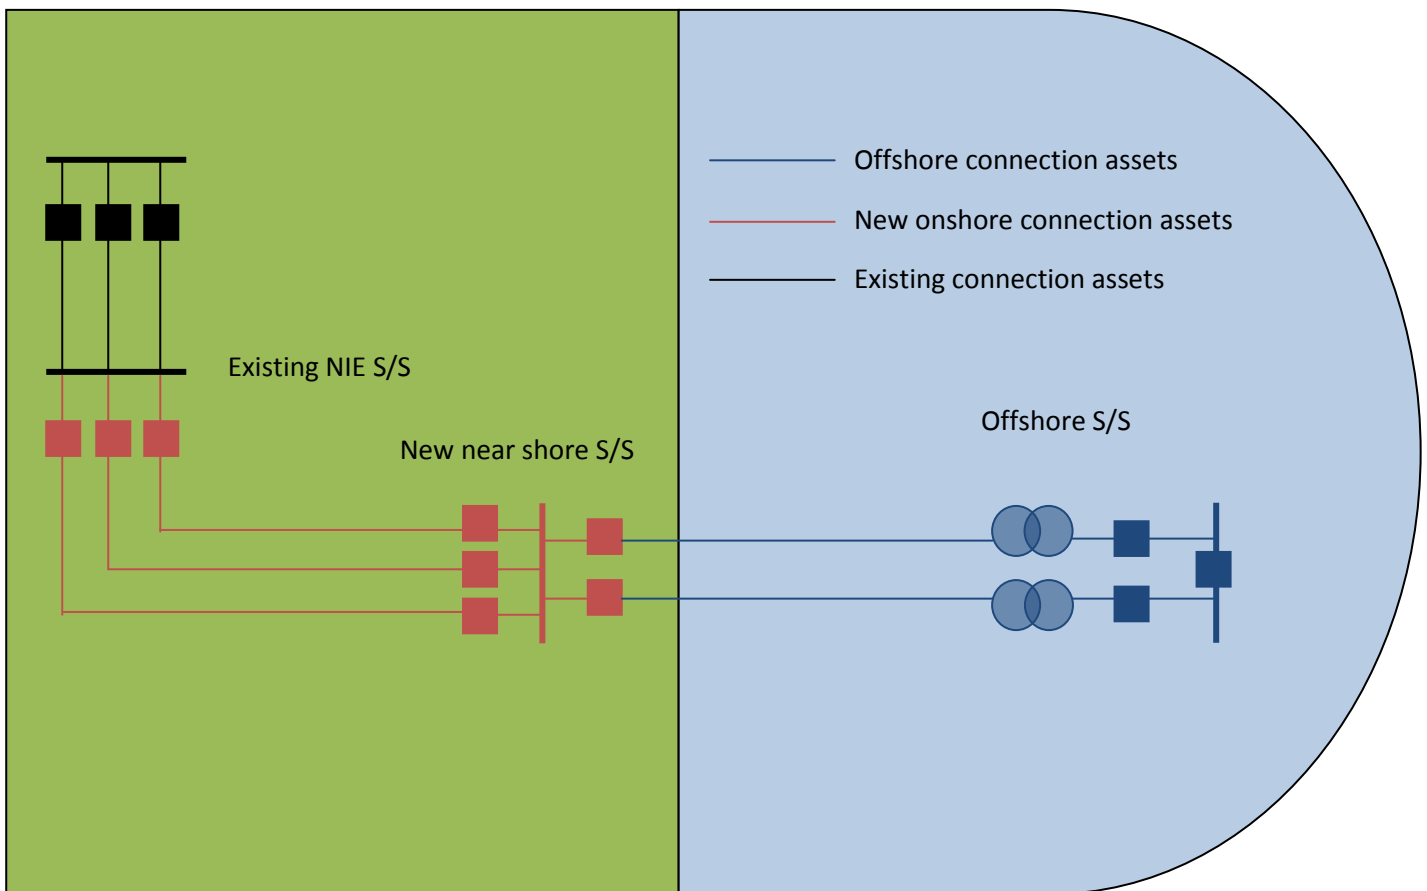 Offshore connection assets
New onshore connection assets
Existing connection assets
Existing NIE S/S
New near shore S/S
Offshore S/S